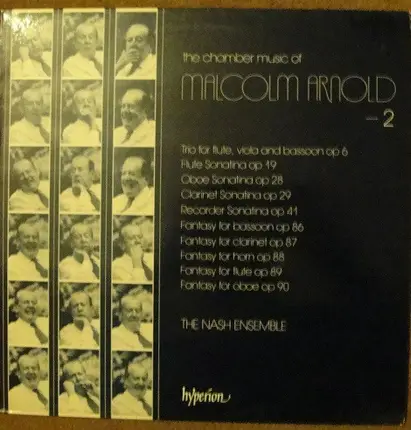 the chamber music of
MALCOLM ARNOLD
– 2
Trio for flute, viola and bassoon op 6
Flute Sonatina op 19
Oboe Sonatina op 28
Clarinet Sonatina op 29
Recorder Sonatina op 41
Fantasy for bassoon op 86
Fantasy for clarinet op 87
Fantasy for horn op 88
Fantasy for flute op 89
Fantasy for oboe op 90
THE NASH ENSEMBLE
hyperion